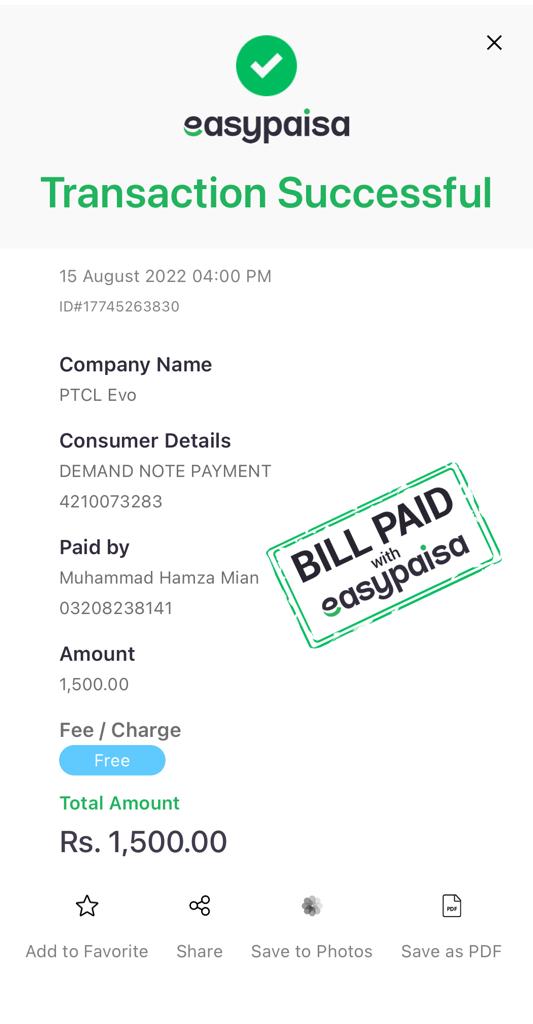 easypaisa
Transaction Successful
15 August 2022 04:00 PM
ID#17745263830
Company Name
PTCL Evo
Consumer Details
DEMAND NOTE PAYMENT
4210073283
Paid by
Muhammad Hamza Mian
03208238141
BILL PAID
with
easypaisa
Amount
1,500.00
Fee / Charge
Free
Total Amount
Rs. 1,500.00
PDF
Add to Favorite
Share
Save to Photos
Save as PDF